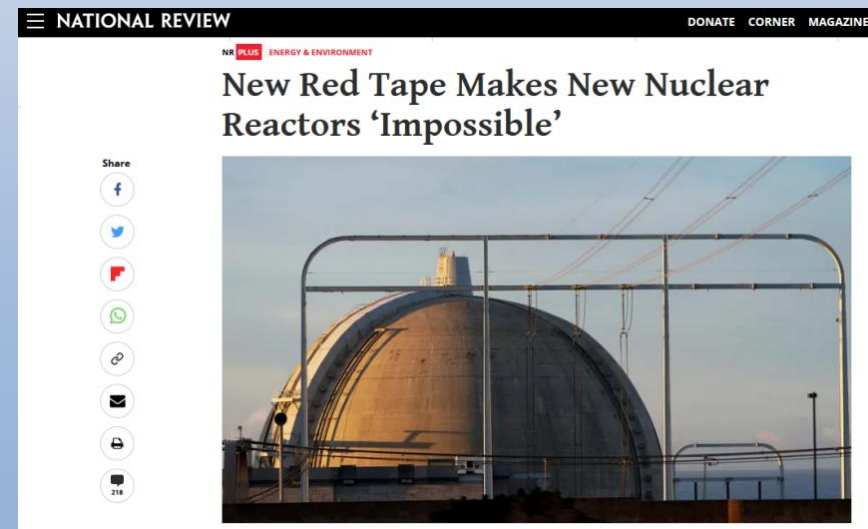 NATIONAL REVIEW
DONATE CORNER MAGAZINE
NR PLUS ENERGY & ENVIRONMENT
New Red Tape Makes New Nuclear
Reactors ‘Impossible’
Share
218